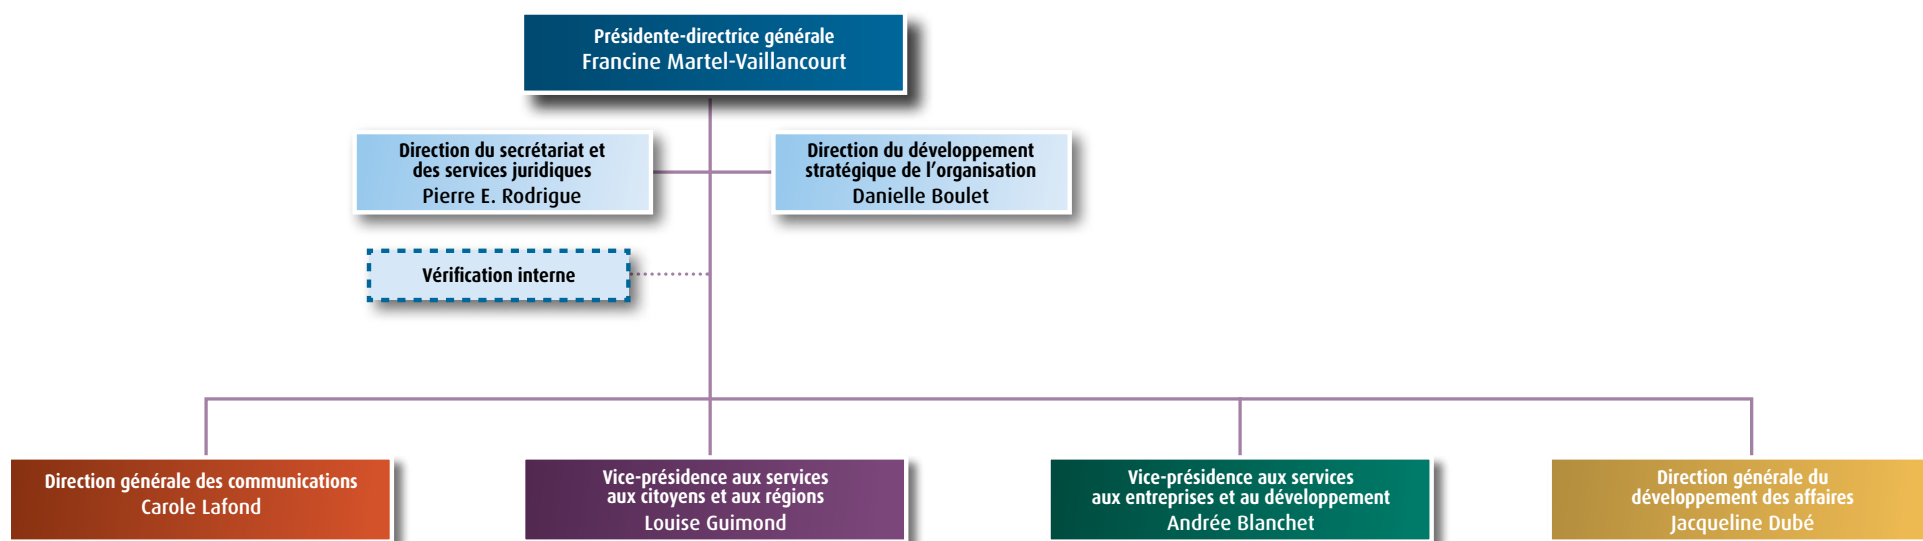 Présidente-directrice générale
Francine Martel-Vaillancourt
Direction du secrétariat et
des services juridiques
Pierre E. Rodrigue
Direction du développement
stratégique de l'organisation
Danielle Boulet
Vérification interne
Direction générale des communications
Carole Lafond
Vice-présidence aux services
aux citoyens et aux régions
Louise Guimond
Vice-présidence aux services
aux entreprises et au développement
Andrée Blanchet
Direction générale du
développement des affaires
Jacqueline Dubé